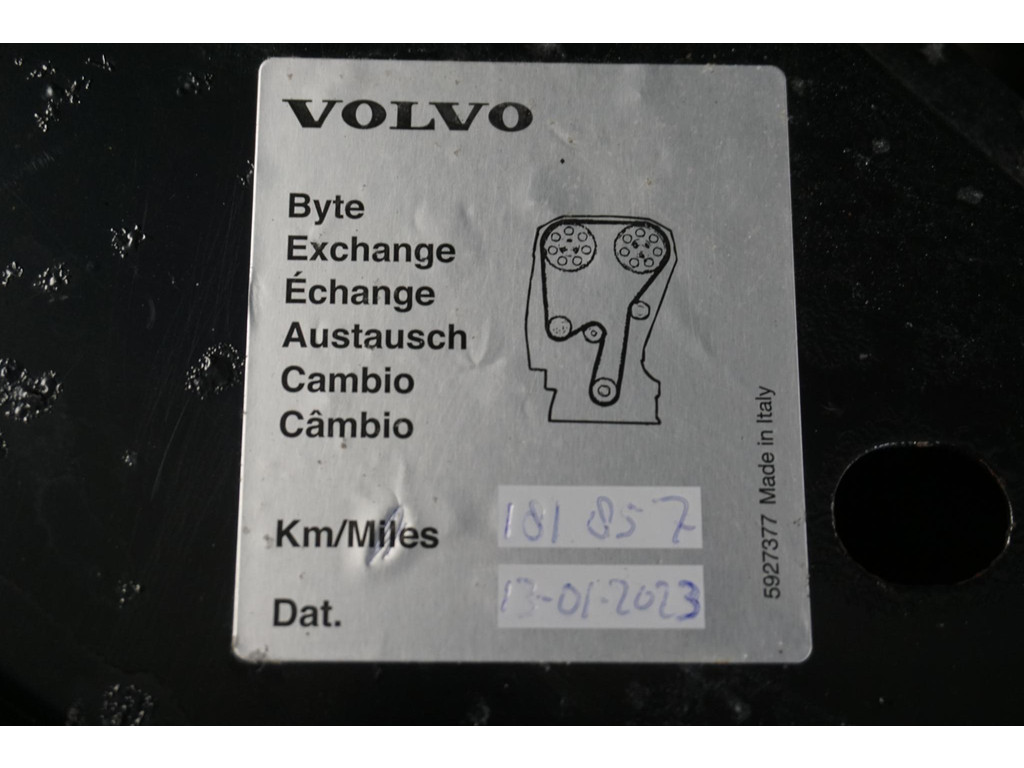 VOLVO
Byte
Exchange
Échange
Austausch
Cambio
Câmbio
Km/Miles 181.857
Dat. 13-01-2023
5927377 Made in Italy